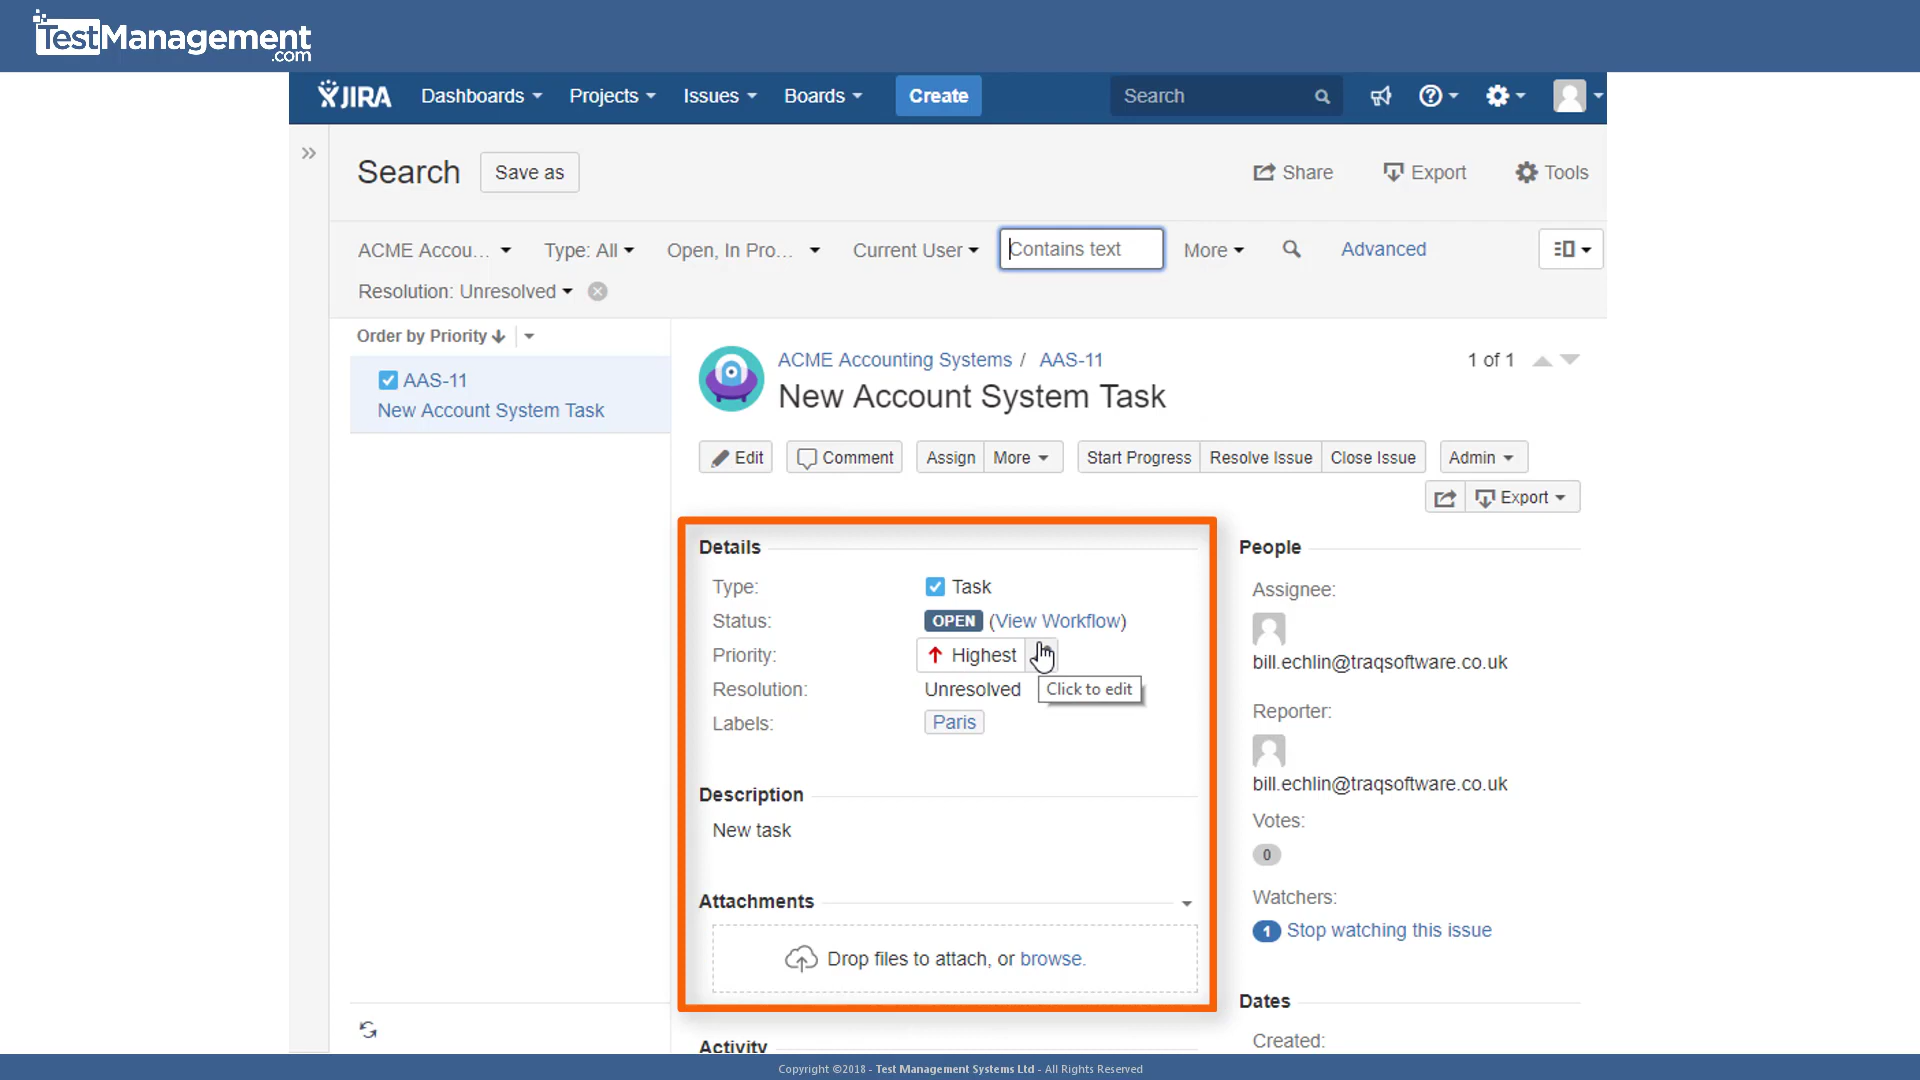 TestManagement
.com
JIRA Dashboards Projects Issues Boards Create Search
Search Save as Share Export Tools
ACME Accou... Type: All Open, In Pro... Current User Contains text More Advanced
Resolution: Unresolved
Order by Priority
AAS-11
New Account System Task
ACME Accounting Systems / AAS-11 1 of 1
New Account System Task
Edit Comment Assign More Start Progress Resolve Issue Close Issue Admin
Export
Details
Type: Task
Status: OPEN (View Workflow)
Priority: Highest
Resolution: Unresolved Click to edit
Labels: Paris
Description
New task
Attachments
Drop files to attach, or browse.
Activity
People
Assignee:
bill.echlin@traqsoftware.co.uk
Reporter:
bill.echlin@traqsoftware.co.uk
Votes:
0
Watchers:
1 Stop watching this issue
Dates
Created:
Copyright ©2018 - Test Management Systems Ltd - All Rights Reserved